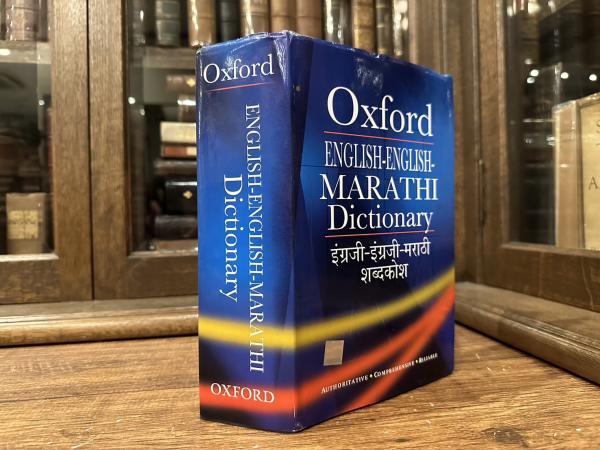 Oxford
ENGLISH-ENGLISH-MARATHI
Dictionary
OXFORD
Oxford
ENGLISH-ENGLISH-
MARATHI
Dictionary
इंग्रजी-इंग्रजी-मराठी
शब्दकोश
AUTHORITATIVE • COMPREHENSIVE • RELIABLE